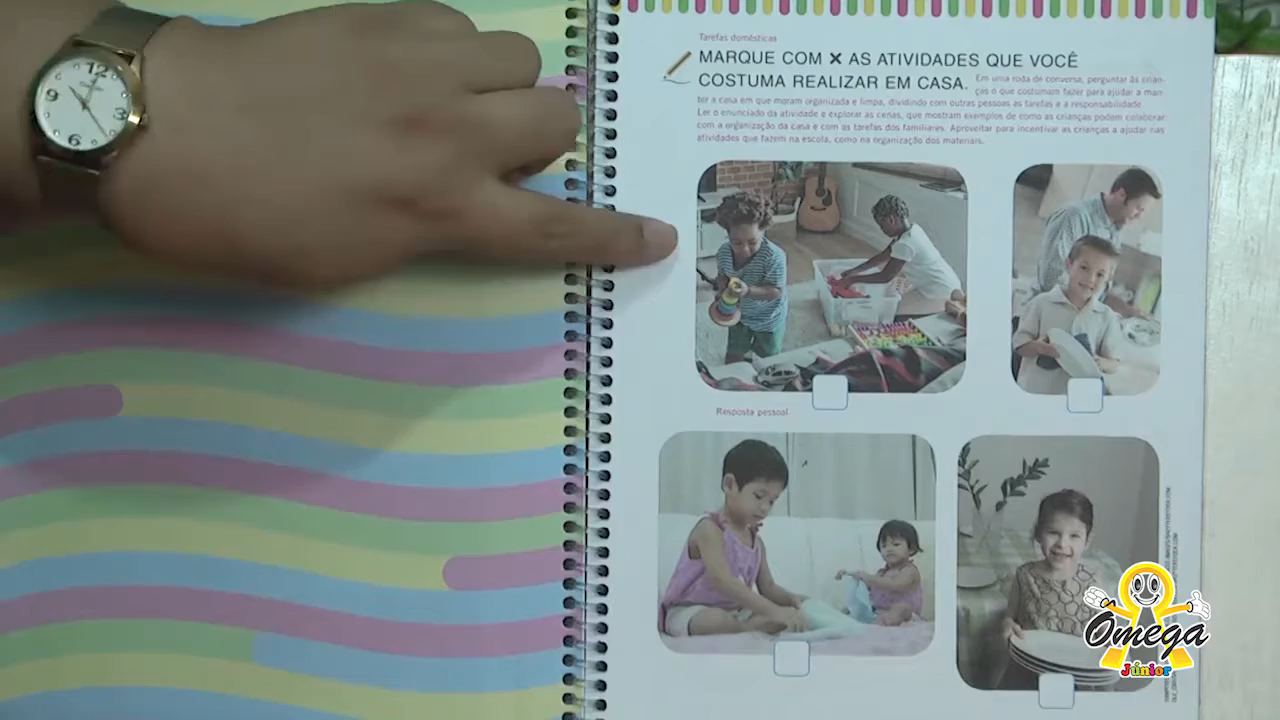 Tarefas domésticas
MARQUE COM × AS ATIVIDADES QUE VOCÊ
COSTUMA REALIZAR EM CASA. Em uma roda de conversa, perguntar às crian-
ças o que costumam fazer para ajudar a man-
ter a casa em que moram organizada e limpa, dividindo com outras pessoas as tarefas e a responsabilidade.
Ler o enunciado da atividade e explorar as cenas, que mostram exemplos de como as crianças podem colaborar
com a organização da casa e com as tarefas dos familiares. Aproveitar para incentivar as crianças a ajudar nas
atividades que fazem na escola, como na organização dos materiais.
Resposta pessoal
Omega
Júnior
12